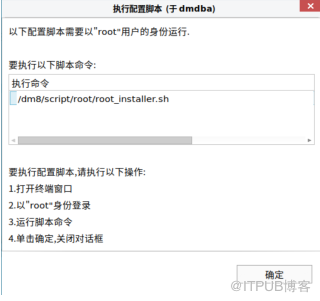 执行配置脚本 (于 dmdba)
以下配置脚本需要以"root"用户的身份运行.
要执行以下脚本命令:
执行命令
/dm8/script/root/root_installer.sh
要执行配置脚本,请执行以下操作:
1.打开终端窗口
2.以"root"身份登录
3.运行脚本命令
4.单击确定,关闭对话框
确定
@ITPUB博客